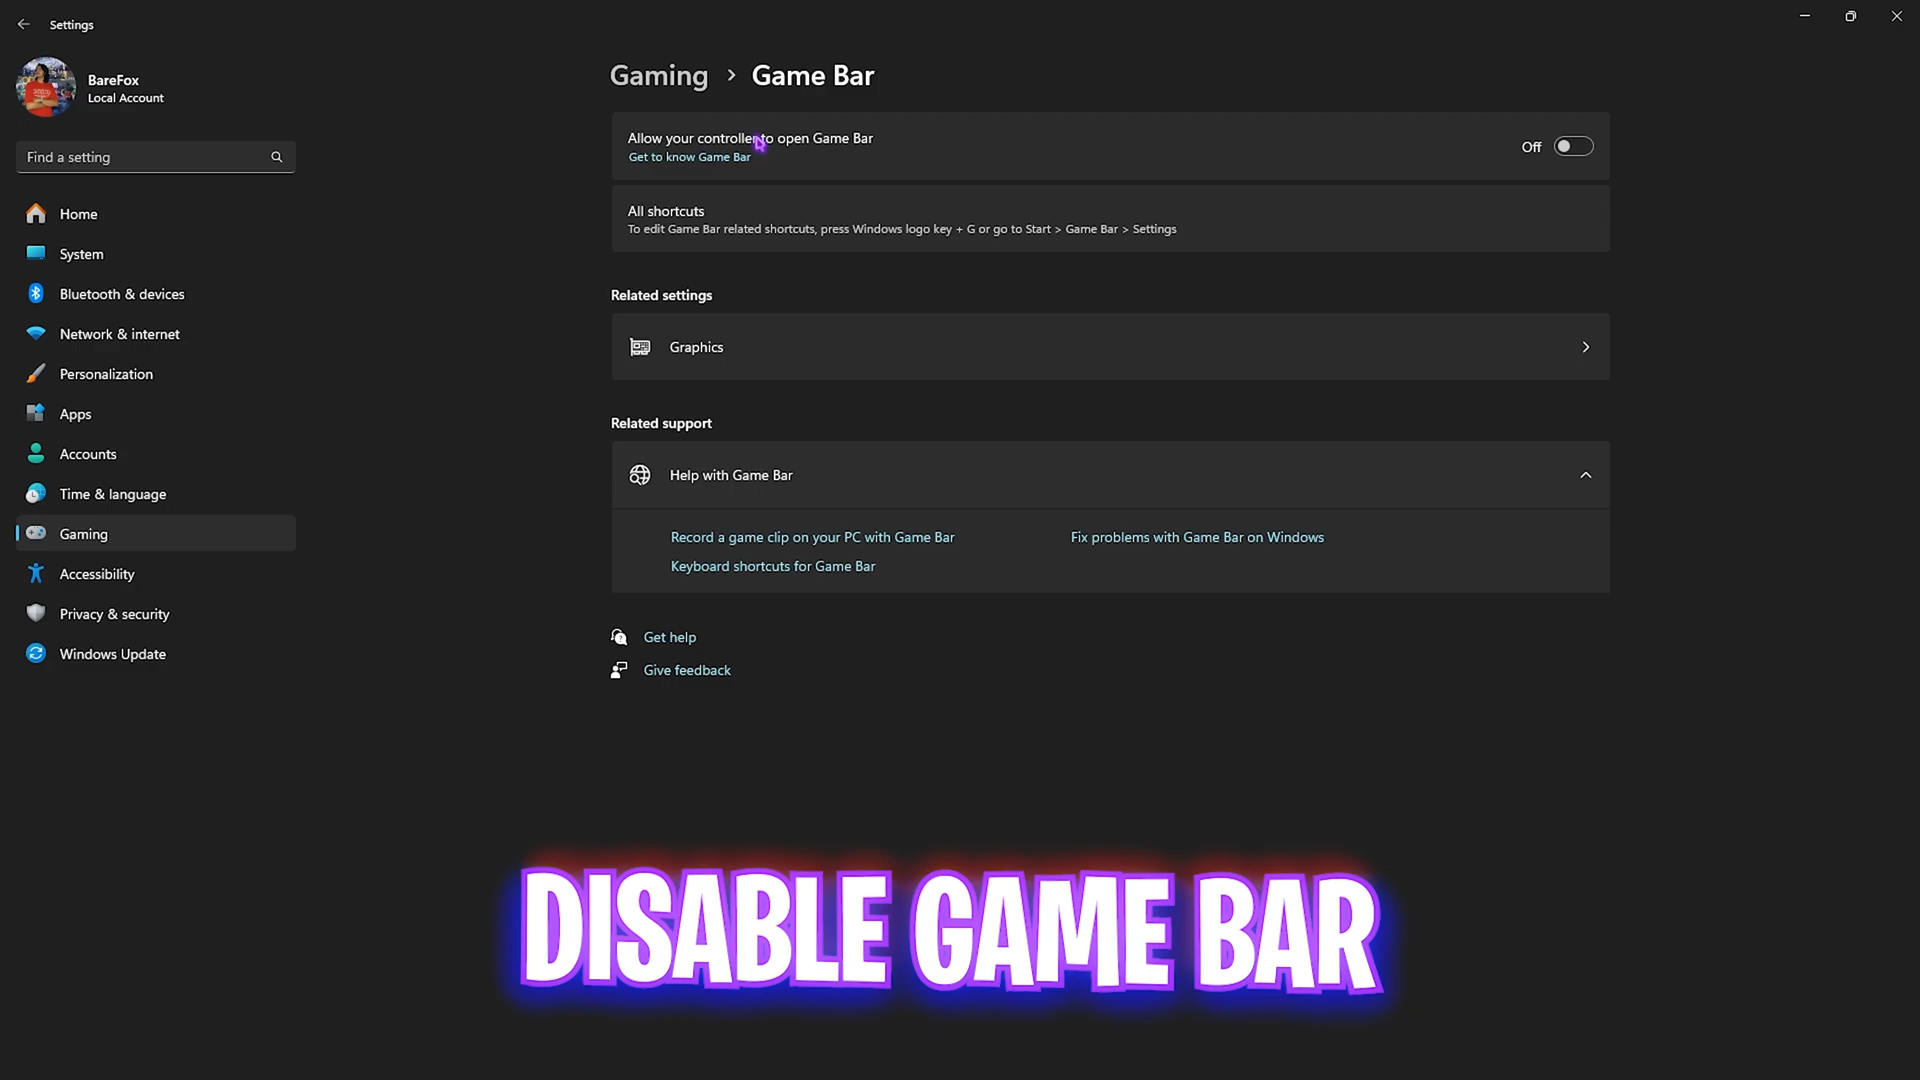 Settings
BareFox
Local Account
Find a setting
Home
System
Bluetooth & devices
Network & internet
Personalization
Apps
Accounts
Time & language
Gaming
Accessibility
Privacy & security
Windows Update
Gaming > Game Bar
Allow your controller to open Game Bar
Get to know Game Bar
Off
All shortcuts
To edit Game Bar related shortcuts, press Windows logo key + G or go to Start > Game Bar > Settings
Related settings
Graphics
Related support
Help with Game Bar
Record a game clip on your PC with Game Bar
Fix problems with Game Bar on Windows
Keyboard shortcuts for Game Bar
Get help
Give feedback
DISABLE GAME BAR